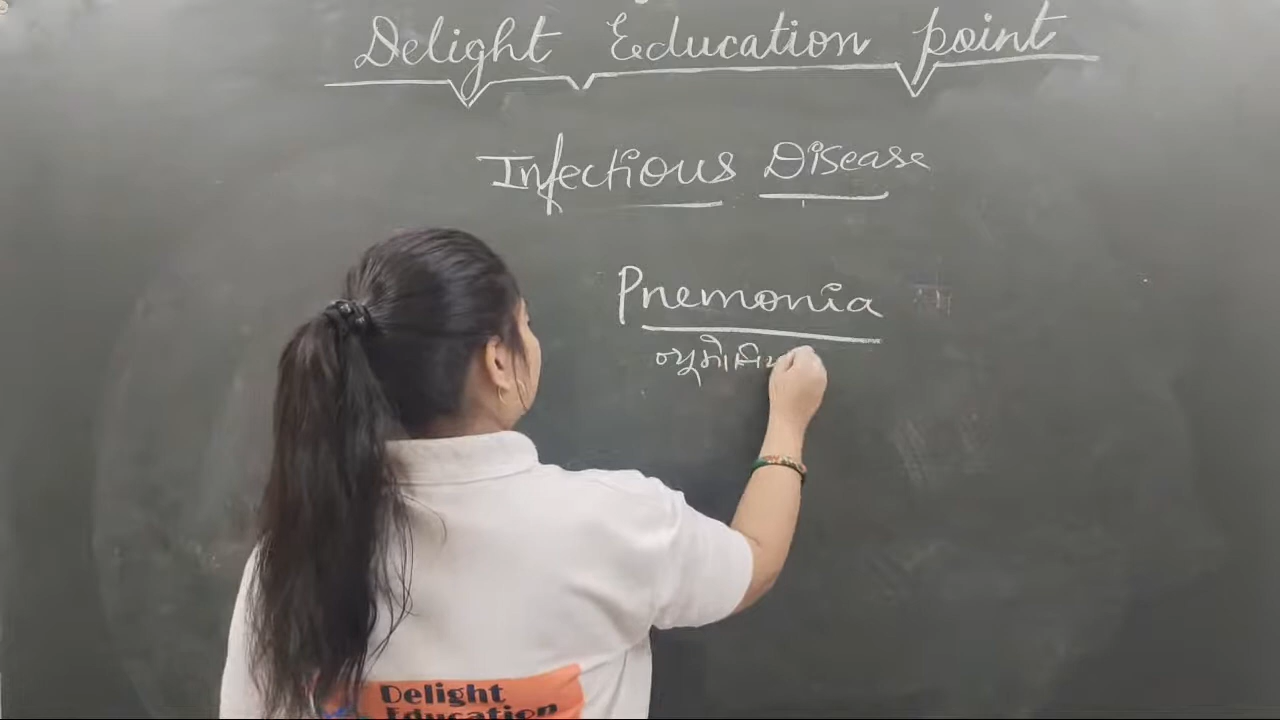 Delight Education point
Infectious Disease
Pnemonia
Delight
Education